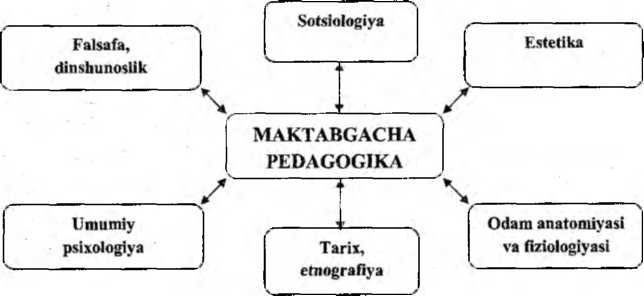 Sotsiologiya
Falsafa,
dinshunoslik
Estetika
MAKTABGACHA
PEDAGOGIKA
Umumiy
psixologiya
Tarix,
etnografiya
Odam anatomiyasi
va fiziologiyasi